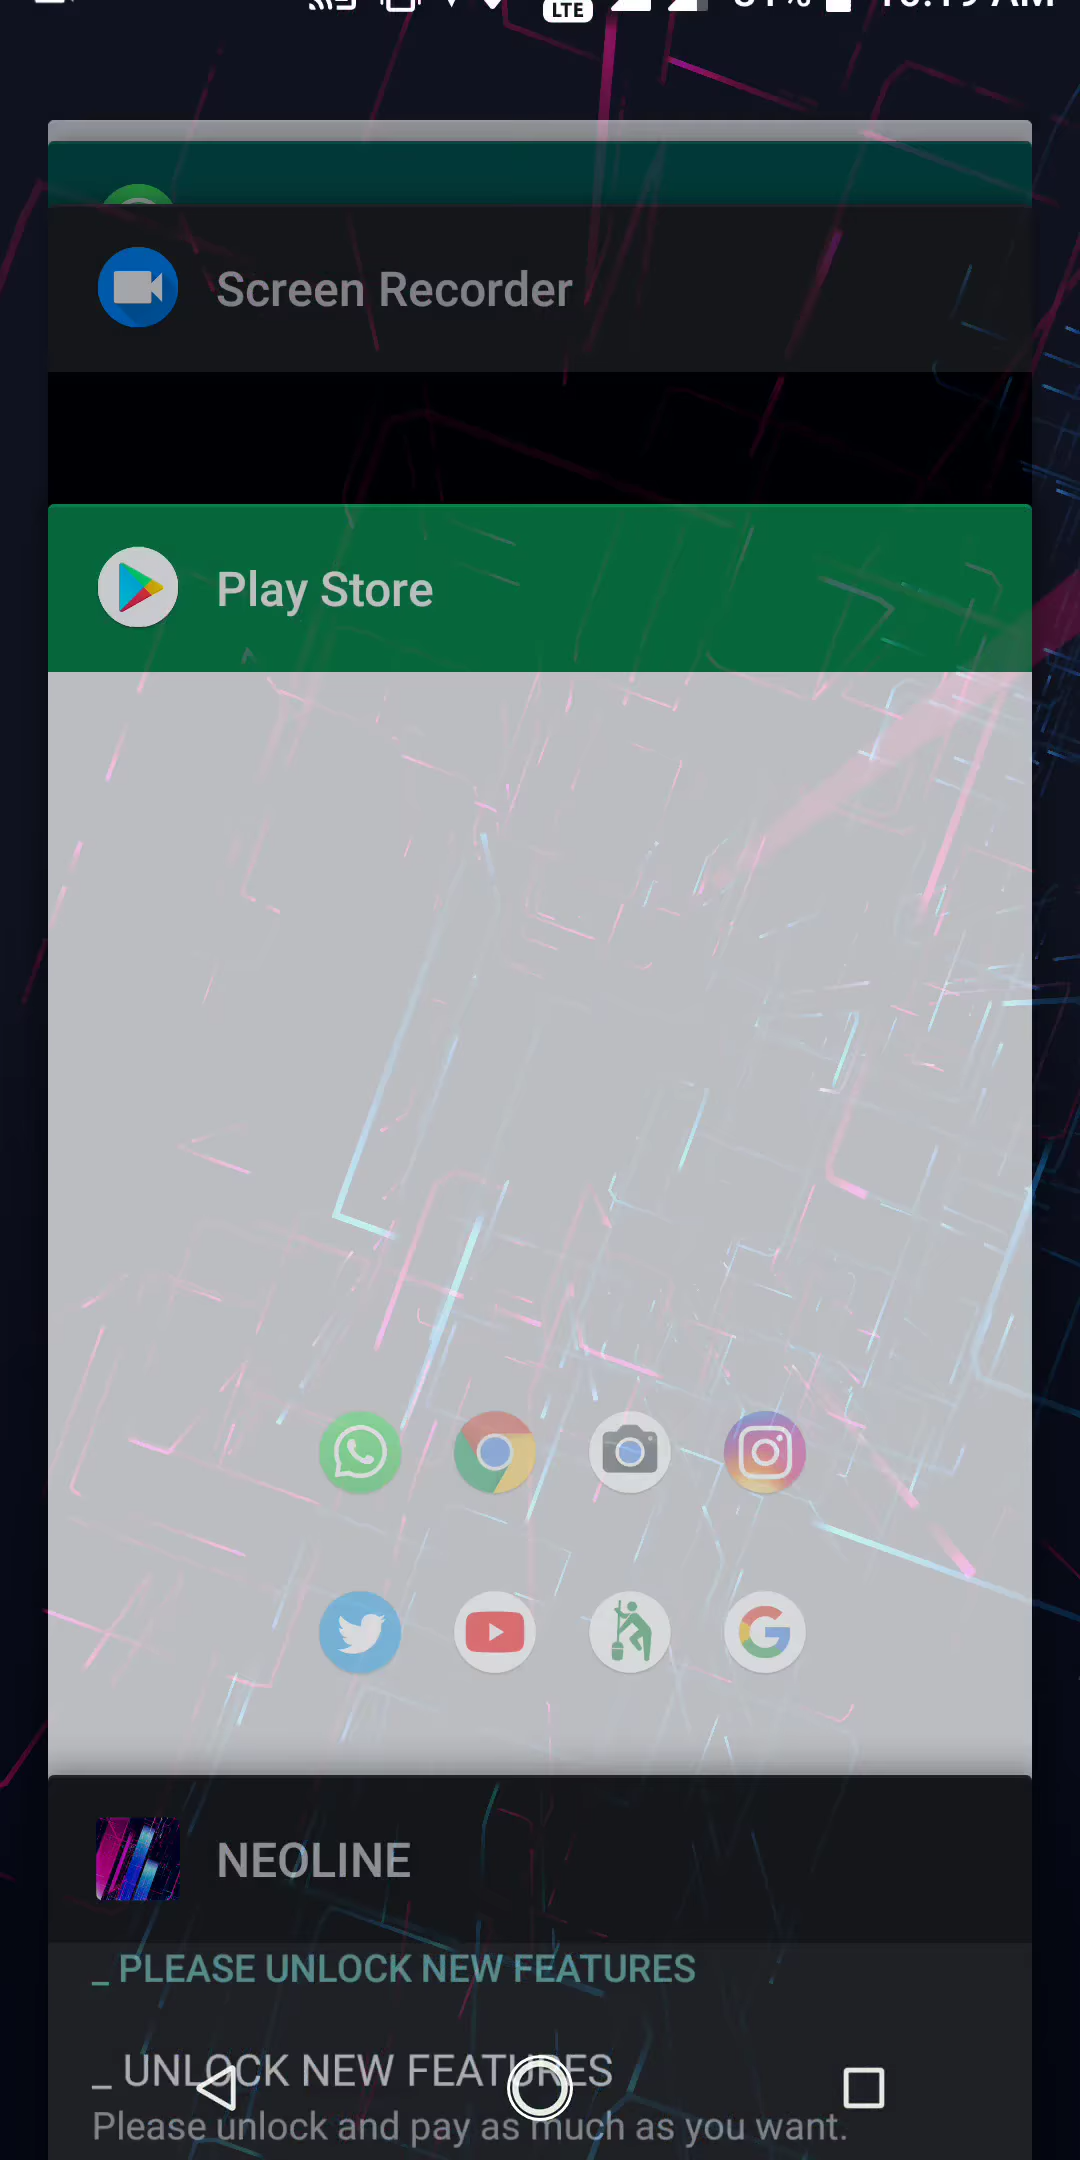 LTE
Screen Recorder
Play Store
NEOLINE
_ PLEASE UNLOCK NEW FEATURES
_ UNLOCK NEW FEATURES
Please unlock and pay as much as you want.